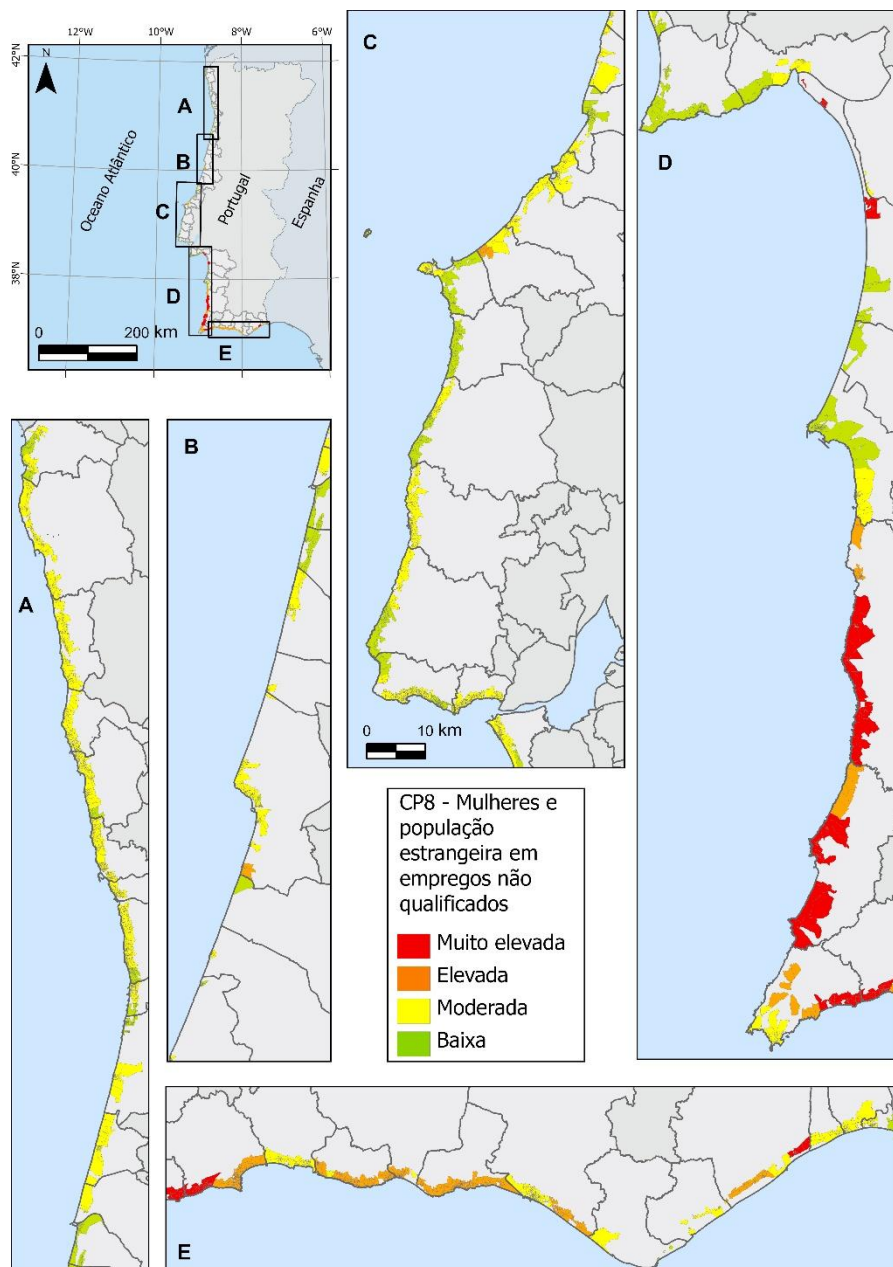 12°W 10°W 8°W 6°W
N
42°N
40°N
38°N
A
B
C
D
E
Oceano Atlântico
Portugal
Espanha
0 200 km
C
0 10 km
D
A
B
CP8 - Mulheres e
população
estrangeira em
empregos não
qualificados
Muito elevada
Elevada
Moderada
Baixa
E